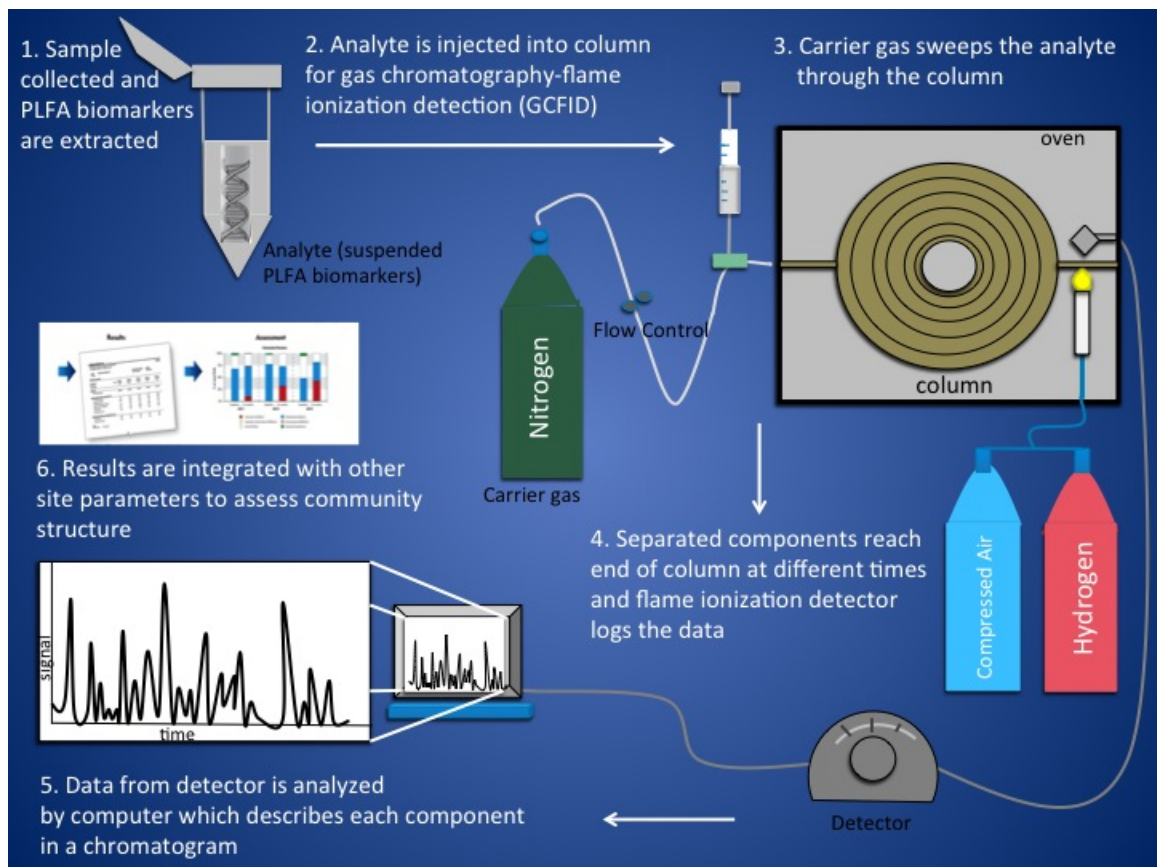 1. Sample
collected and
PLFA biomarkers
are extracted
2. Analyte is injected into column
for gas chromatography-flame
ionization detection (GCFID)
3. Carrier gas sweeps the analyte
through the column
oven
Analyte (suspended
PLFA biomarkers)
Flow Control
column
Nitrogen
Carrier gas
Results
Assessment
6. Results are integrated with other
site parameters to assess community
structure
4. Separated components reach
end of column at different times
and flame ionization detector
logs the data
Compressed Air
Hydrogen
signal
time
5. Data from detector is analyzed
by computer which describes each component
in a chromatogram
Detector